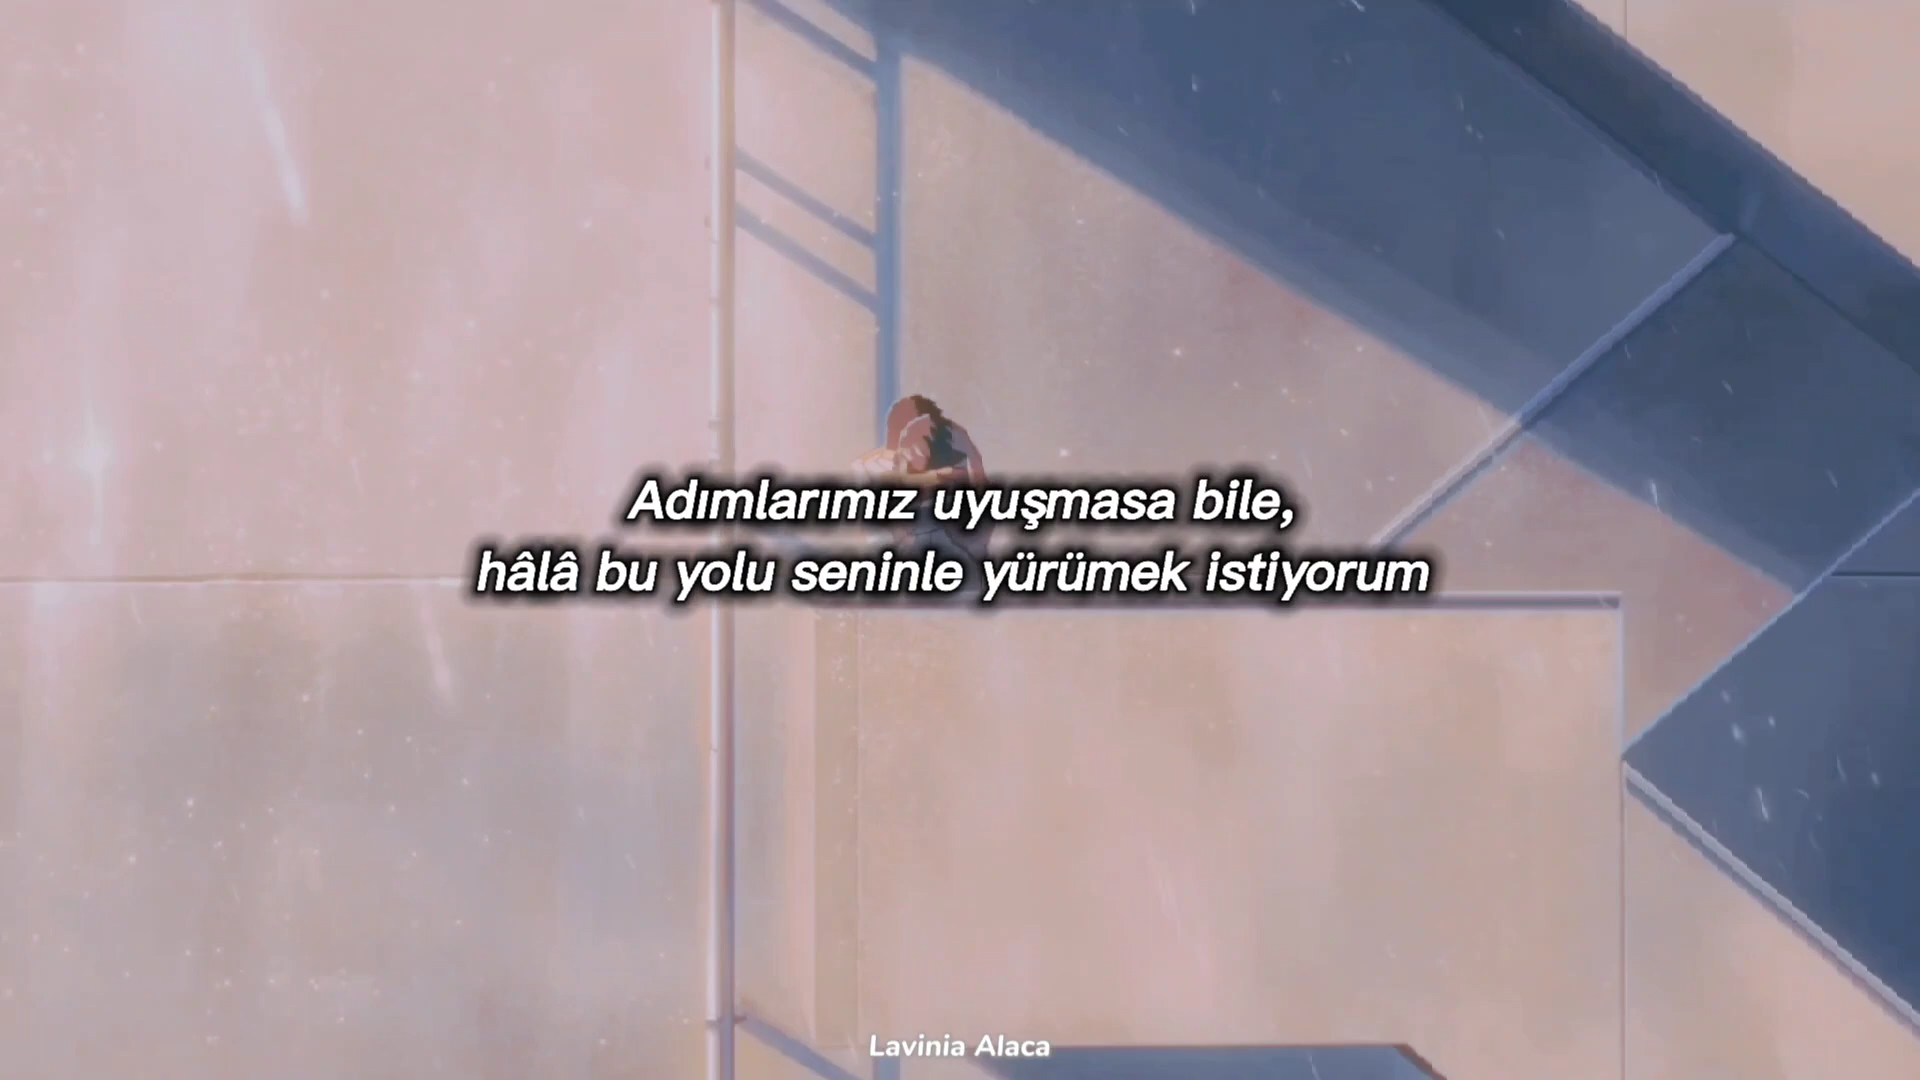 Adımlarımız uyuşmasa bile,
hâlâ bu yolu seninle yürümek istiyorum
Lavinia Alaca